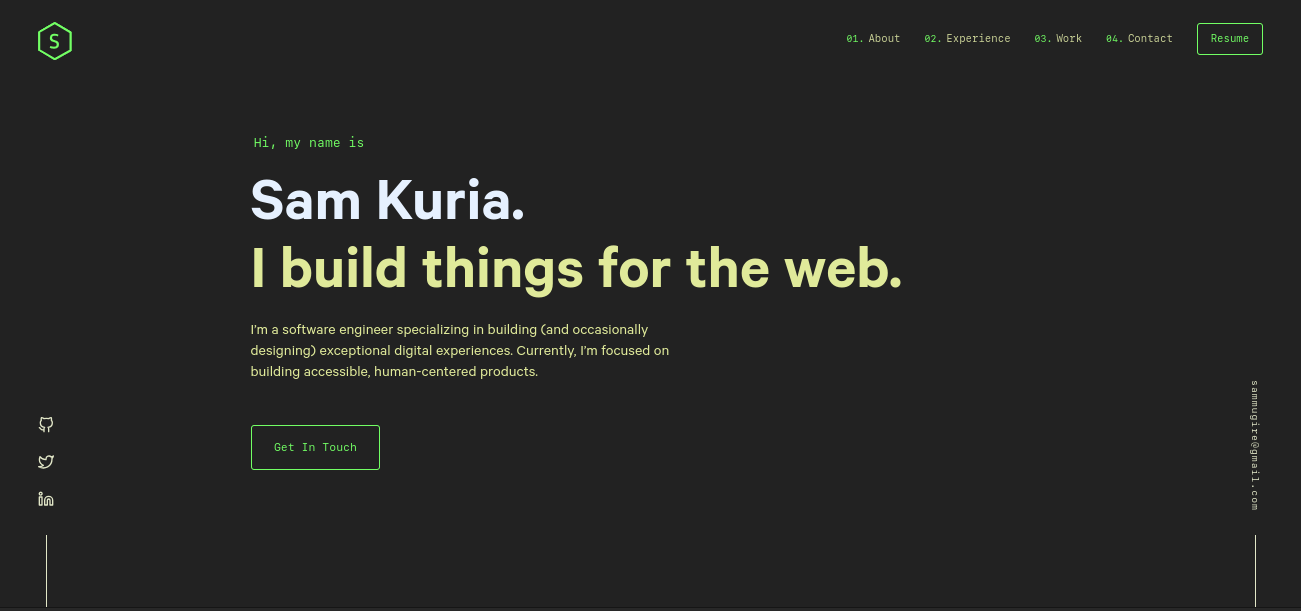 S
01. About
02. Experience
03. Work
04. Contact
Resume
Hi, my name is
Sam Kuria.
I build things for the web.
I'm a software engineer specializing in building (and occasionally
designing) exceptional digital experiences. Currently, I'm focused on
building accessible, human-centered products.
Get In Touch
sammugire@gmail.com